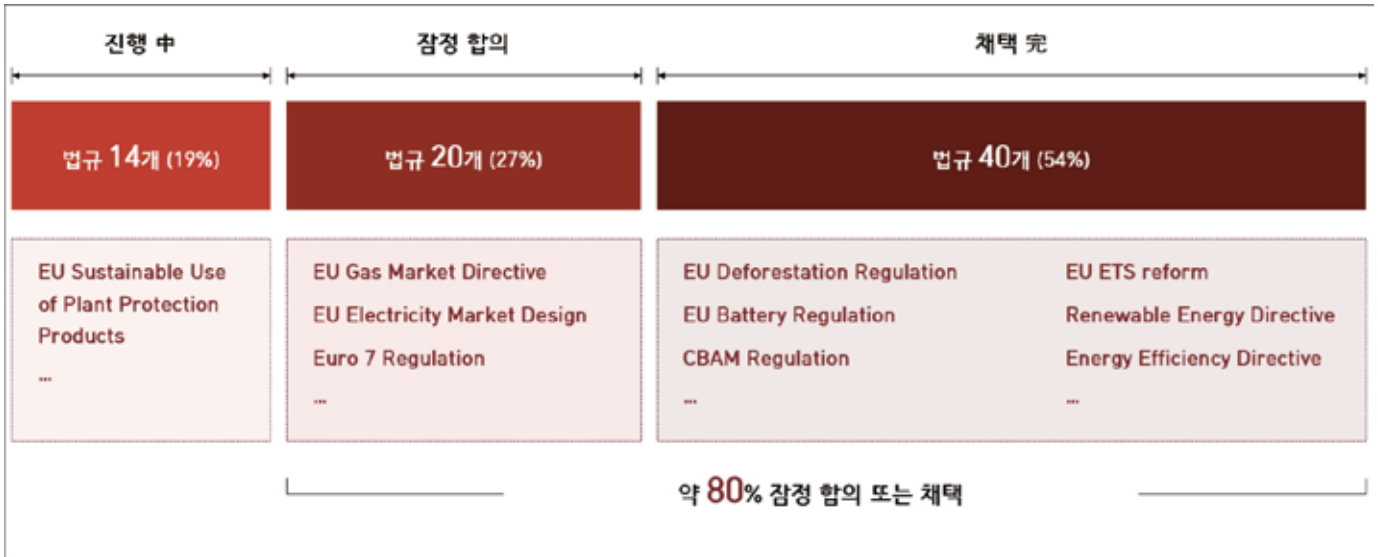 진행 中
잠정 합의
채택 完
법규 14개 (19%)
법규 20개 (27%)
법규 40개 (54%)
EU Sustainable Use
of Plant Protection
Products
...
EU Gas Market Directive
EU Electricity Market Design
Euro 7 Regulation
...
EU Deforestation Regulation
EU Battery Regulation
CBAM Regulation
...
EU ETS reform
Renewable Energy Directive
Energy Efficiency Directive
...
약 80% 잠정 합의 또는 채택